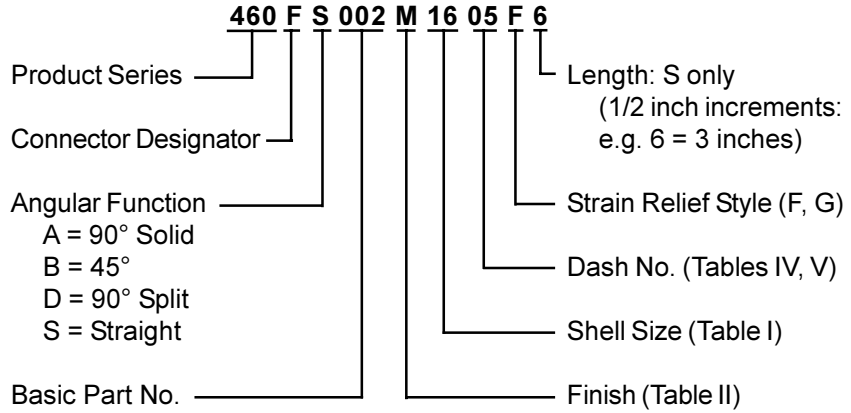 460 F S 002 M 16 05 F 6
Product Series
Connector Designator
Angular Function
A = 90° Solid
B = 45°
D = 90° Split
S = Straight
Basic Part No.
Length: S only
(1/2 inch increments:
e.g. 6 = 3 inches)
Strain Relief Style (F, G)
Dash No. (Tables IV, V)
Shell Size (Table I)
Finish (Table II)